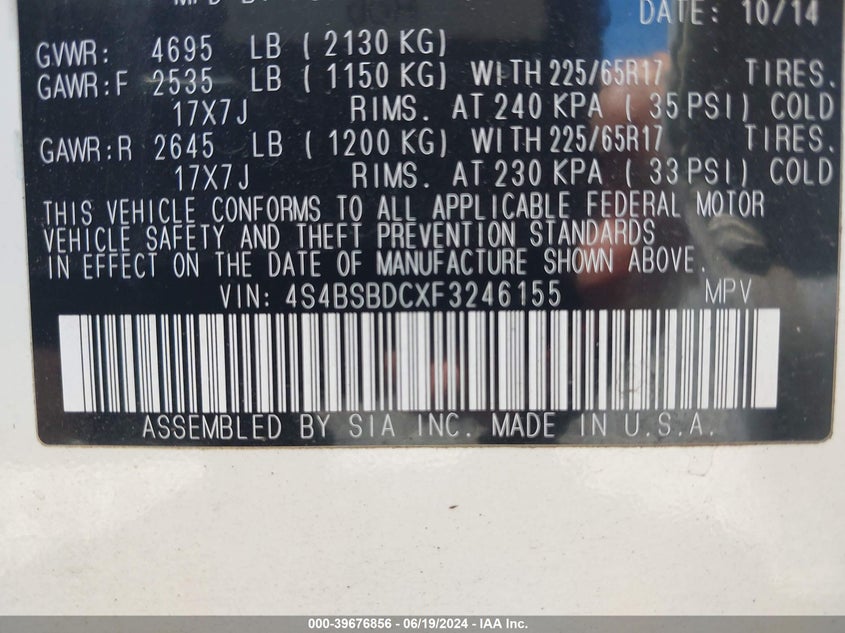 DATE: 10/14
GVWR: 4695 LB ( 2130 KG)
GAWR:F 2535 LB ( 1150 KG) WITH 225/65R17 TIRES.
17X7J RIMS. AT 240 KPA ( 35 PSI) COLD
GAWR:R 2645 LB ( 1200 KG) WITH 225/65R17 TIRES.
17X7J RIMS. AT 230 KPA ( 33 PSI) COLD
THIS VEHICLE CONFORMS TO ALL APPLICABLE FEDERAL MOTOR
VEHICLE SAFETY AND THEFT PREVENTION STANDARDS
IN EFFECT ON THE DATE OF MANUFACTURE SHOWN ABOVE.
VIN: 4S4BSBDCXF3246155 MPV
ASSEMBLED BY SIA INC. MADE IN U.S.A.
000-39676856 - 06/19/2024 - IAA Inc.